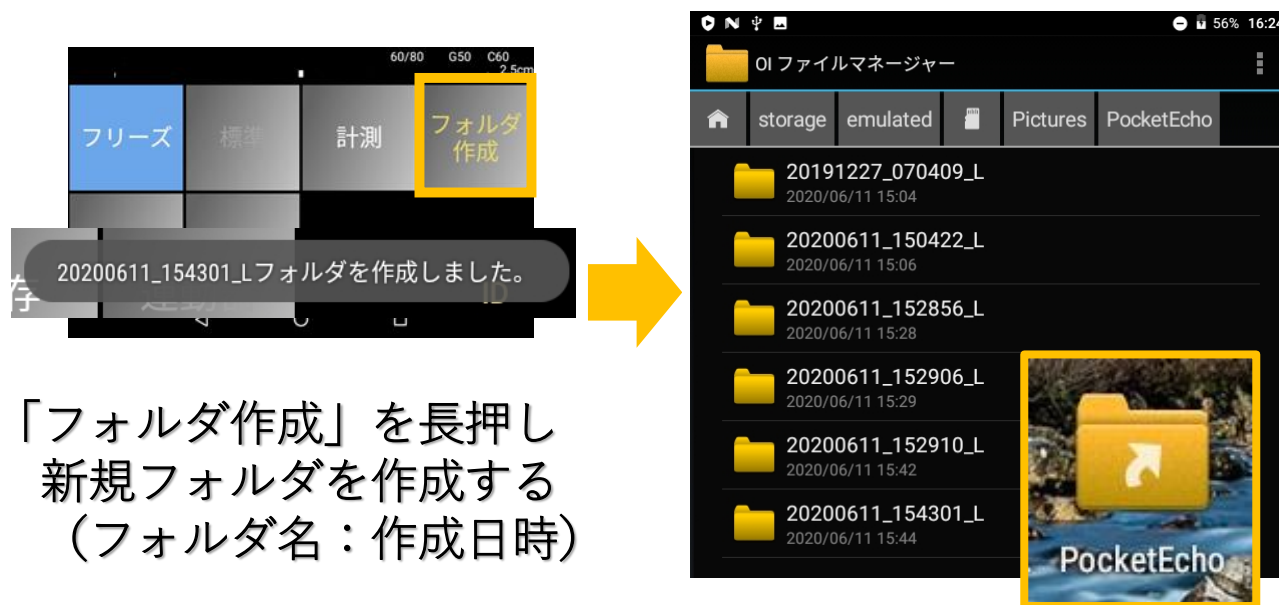 60/80 G50 C60
2.5cm
フリーズ
標準
計測
フォルダ
作成
20200611_154301_Lフォルダを作成しました。
存
ID
「フォルダ作成」を長押し
新規フォルダを作成する
（フォルダ名：作成日時）
56% 16:24
OI ファイルマネージャー
storage emulated Pictures PocketEcho
20191227_070409_L
2020/06/11 15:04
20200611_150422_L
2020/06/11 15:06
20200611_152856_L
2020/06/11 15:28
20200611_152906_L
2020/06/11 15:29
20200611_152910_L
2020/06/11 15:42
20200611_154301_L
2020/06/11 15:44
PocketEcho